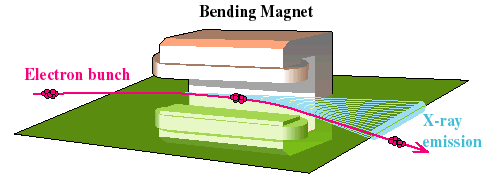 Bending Magnet
Electron bunch
X-ray
emission